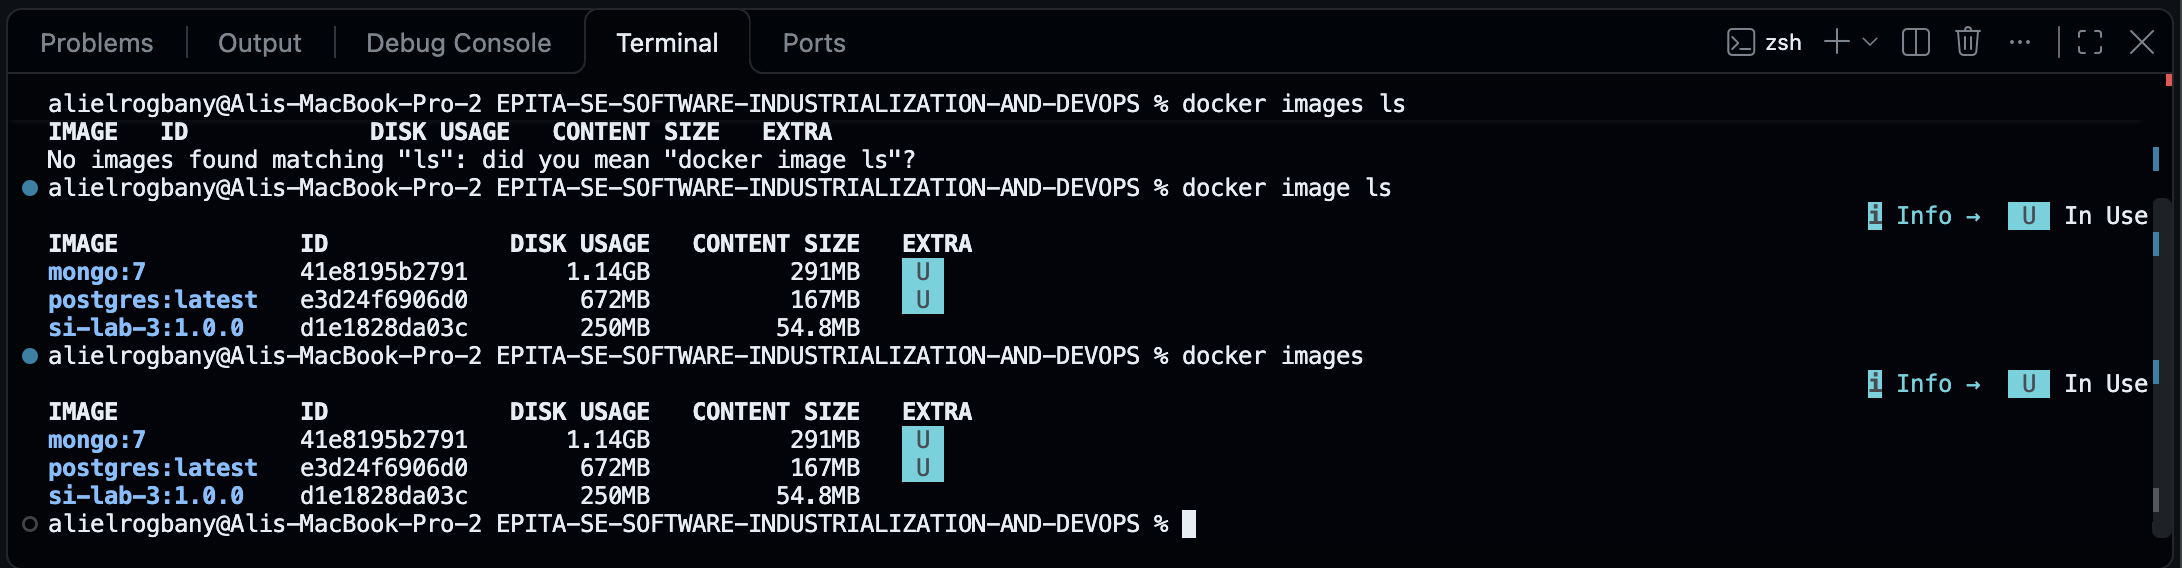 Problems Output Debug Console Terminal Ports zsh
alielrogbany@Alis-MacBook-Pro-2 EPITA-SE-SOFTWARE-INDUSTRIALIZATION-AND-DEVOPS % docker images ls
IMAGE ID DISK USAGE CONTENT SIZE EXTRA
No images found matching "ls": did you mean "docker image ls"?
alielrogbany@Alis-MacBook-Pro-2 EPITA-SE-SOFTWARE-INDUSTRIALIZATION-AND-DEVOPS % docker image ls
i Info → U In Use
IMAGE ID DISK USAGE CONTENT SIZE EXTRA
mongo:7 41e8195b2791 1.14GB 291MB U
postgres:latest e3d24f6906d0 672MB 167MB U
si-lab-3:1.0.0 d1e1828da03c 250MB 54.8MB
alielrogbany@Alis-MacBook-Pro-2 EPITA-SE-SOFTWARE-INDUSTRIALIZATION-AND-DEVOPS % docker images
i Info → U In Use
IMAGE ID DISK USAGE CONTENT SIZE EXTRA
mongo:7 41e8195b2791 1.14GB 291MB U
postgres:latest e3d24f6906d0 672MB 167MB U
si-lab-3:1.0.0 d1e1828da03c 250MB 54.8MB
alielrogbany@Alis-MacBook-Pro-2 EPITA-SE-SOFTWARE-INDUSTRIALIZATION-AND-DEVOPS %